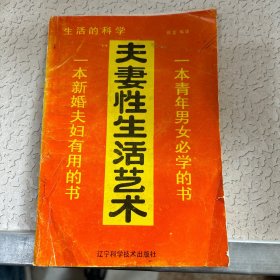 生活的科学
编译
“夫妻性生活艺术”
一本青年男女必学的书
一本新婚夫妇有用的书
辽宁科学技术出版社